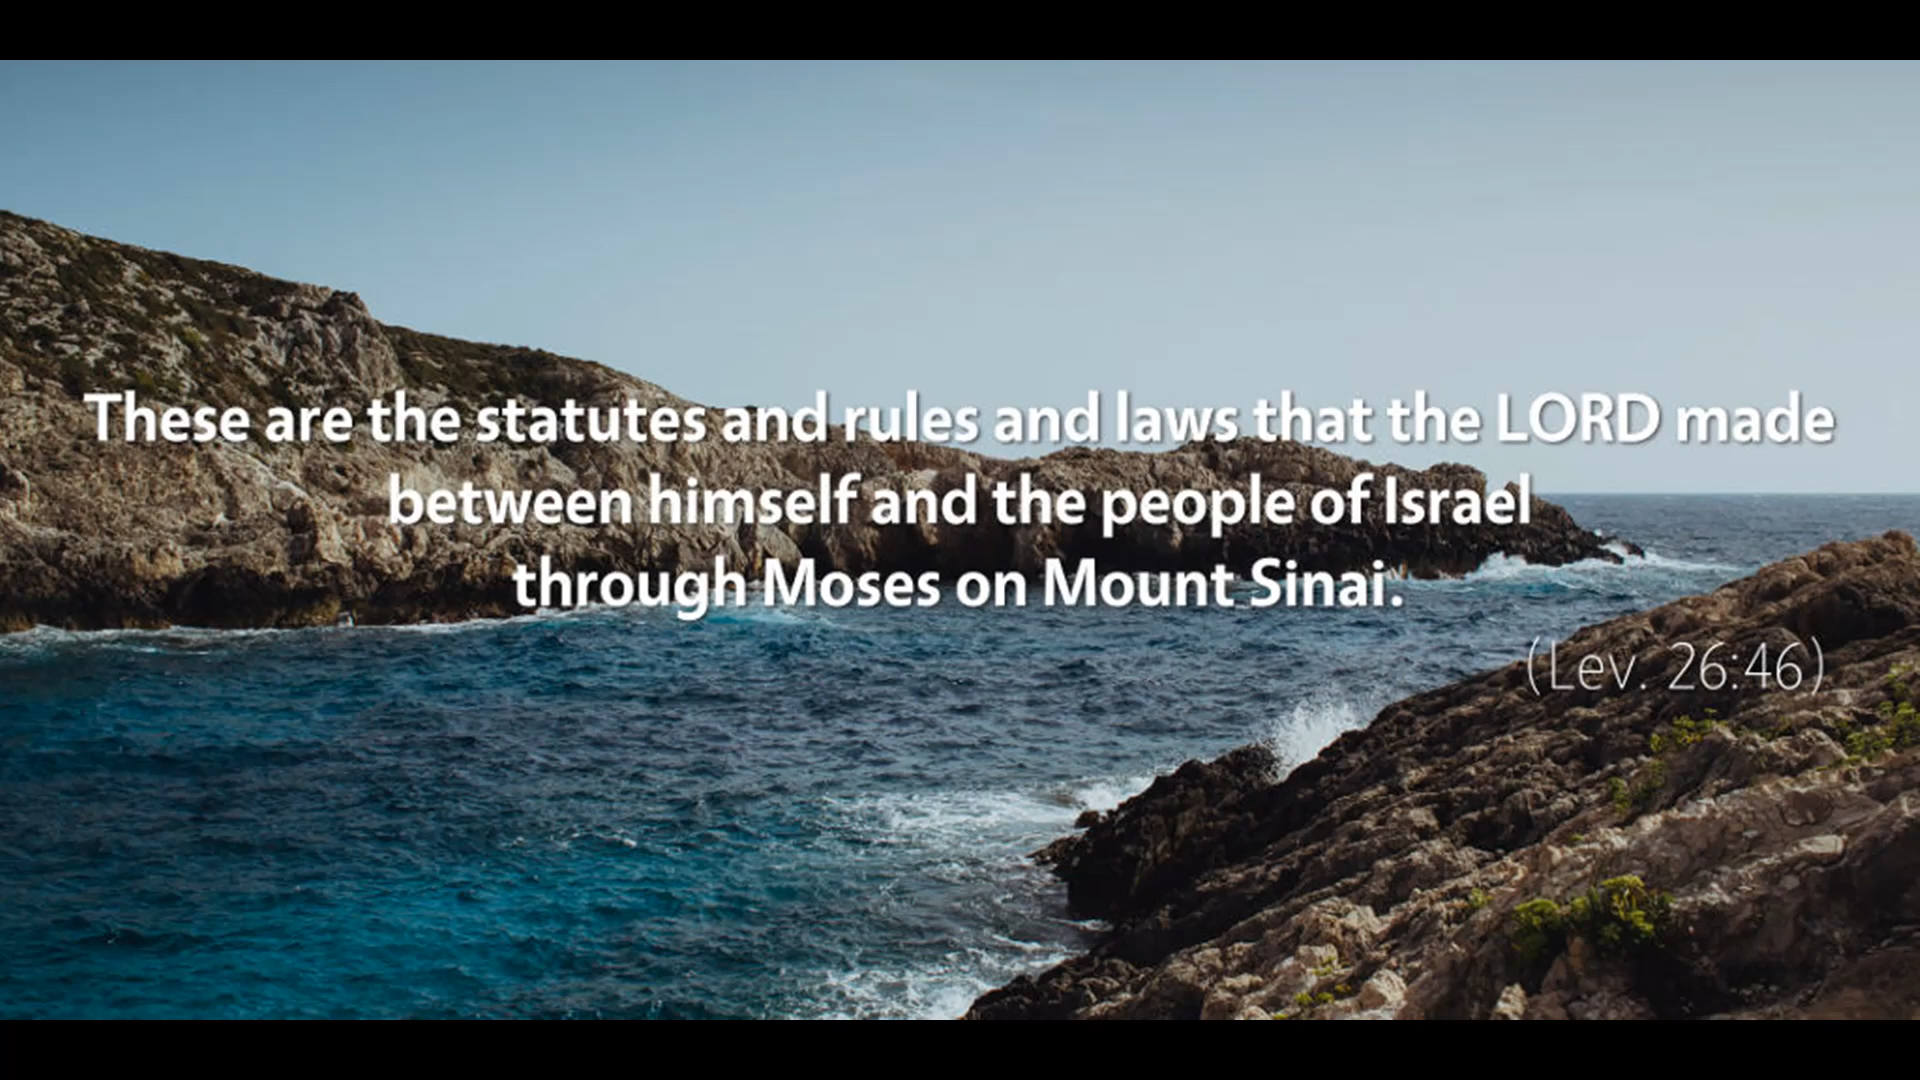 These are the statutes and rules and laws that the LORD made
between himself and the people of Israel
through Moses on Mount Sinai.
(Lev. 26:46)